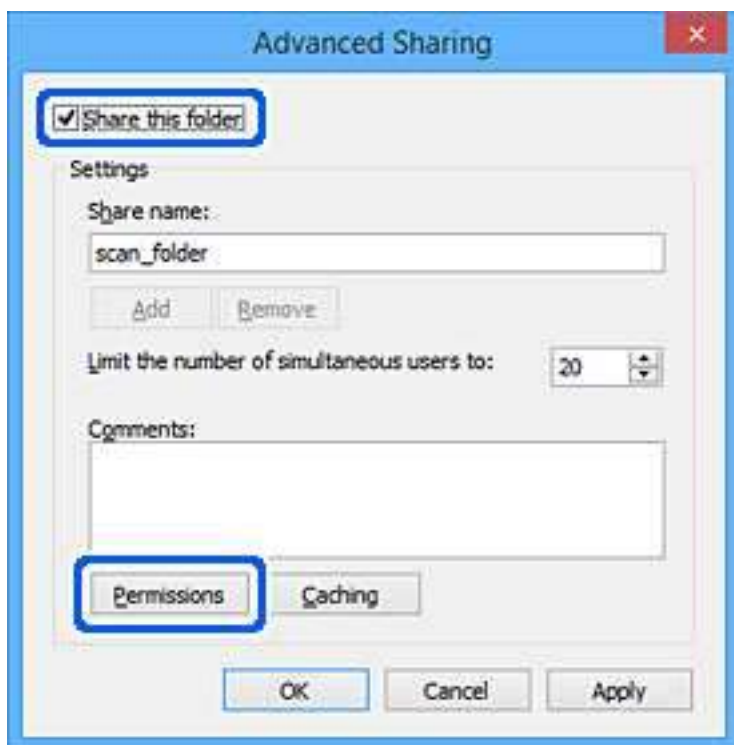 Advanced Sharing
Share this folder
Settings
Share name:
scan_folder
Add Remove
Limit the number of simultaneous users to: 20
Comments:
Permissions Caching
OK Cancel Apply